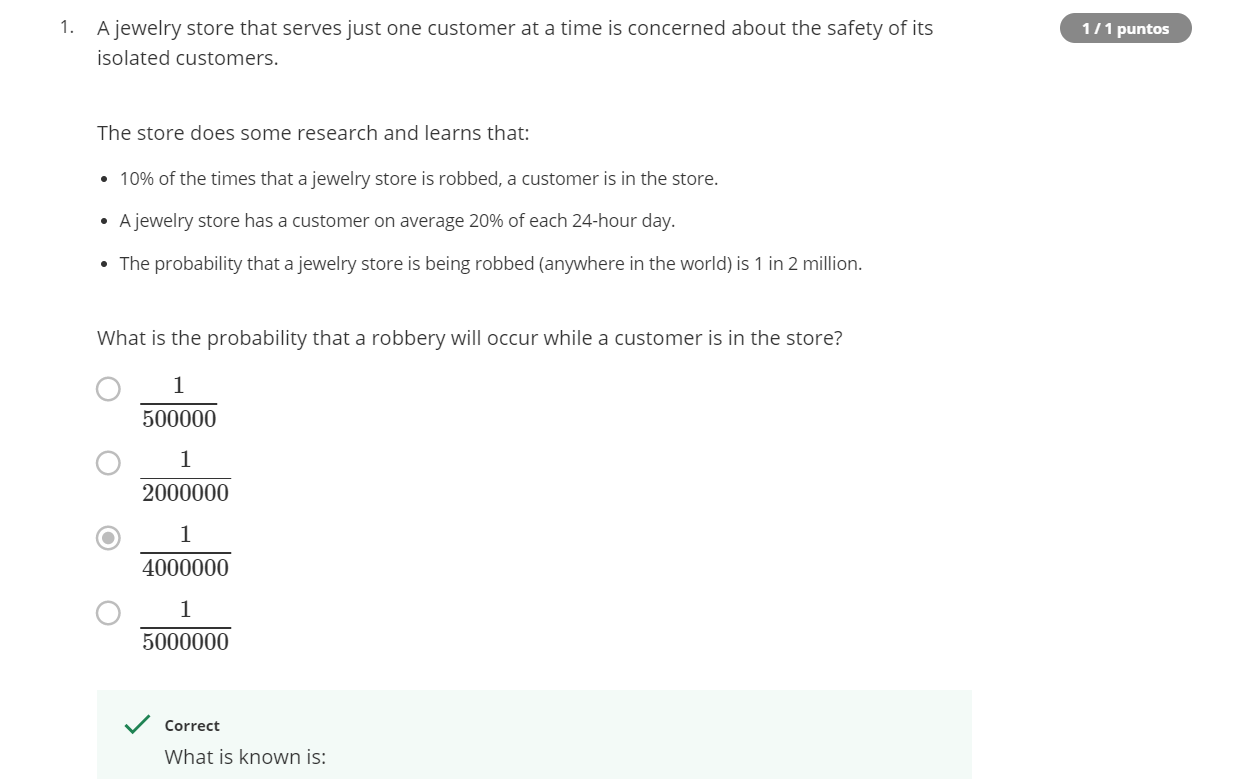 1. A jewelry store that serves just one customer at a time is concerned about the safety of its
1 / 1 puntos
isolated customers.
The store does some research and learns that:
• 10% of the times that a jewelry store is robbed, a customer is in the store.
• A jewelry store has a customer on average 20% of each 24-hour day.
• The probability that a jewelry store is being robbed (anywhere in the world) is 1 in 2 million.
What is the probability that a robbery will occur while a customer is in the store?
1
500000
1
2000000
1
4000000
1
5000000
Correct
What is known is: